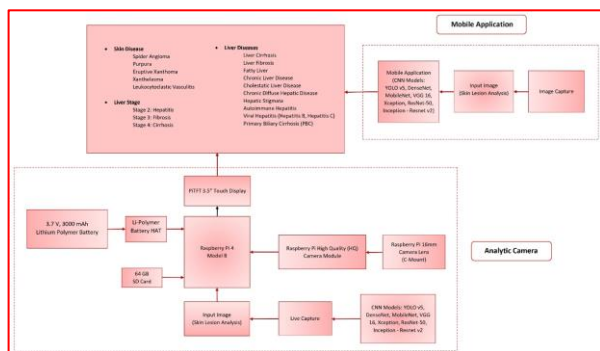 Mobile Application
Skin Disease
Spider Angioma
Purpura
Eruptive Xanthoma
Xanthelasma
Leukocytoclastic Vasculitis
Liver Stage
Stage 2: Hepatitis
Stage 3: Fibrosis
Stage 4: Cirrhosis
Liver Diseases
Liver Cirrhosis
Liver Fibrosis
Fatty Liver
Chronic Liver Disease
Cholestatic Liver Disease
Chronic Diffuse Hepatic Disease
Hepatic Stigmata
Autoimmune Hepatitis
Viral Hepatitis (Hepatitis B, Hepatitis C)
Primary Biliary Cirrhosis (PBC)
Mobile Application
(CNN Models:
YOLO v5, DenseNet,
MobileNet, VGG 16,
Xception, ResNet-50,
Inception - Resnet v2)
Input Image
(Skin Lesion Analysis)
Image Capture
PiTFT 3.5" Touch Display
3.7 V, 3000 mAh
Lithium Polymer Battery
Li-Polymer
Battery HAT
Raspberry Pi 4
Model B
Raspberry Pi High Quality (HQ)
Camera Module
Raspberry Pi 16mm
Camera Lens
(C-Mount)
Analytic Camera
64 GB
SD Card
Input Image
(Skin Lesion Analysis)
Live Capture
CNN Models: YOLO v5,
DenseNet, MobileNet, VGG
16, Xception, ResNet-50,
Inception - Resnet v2